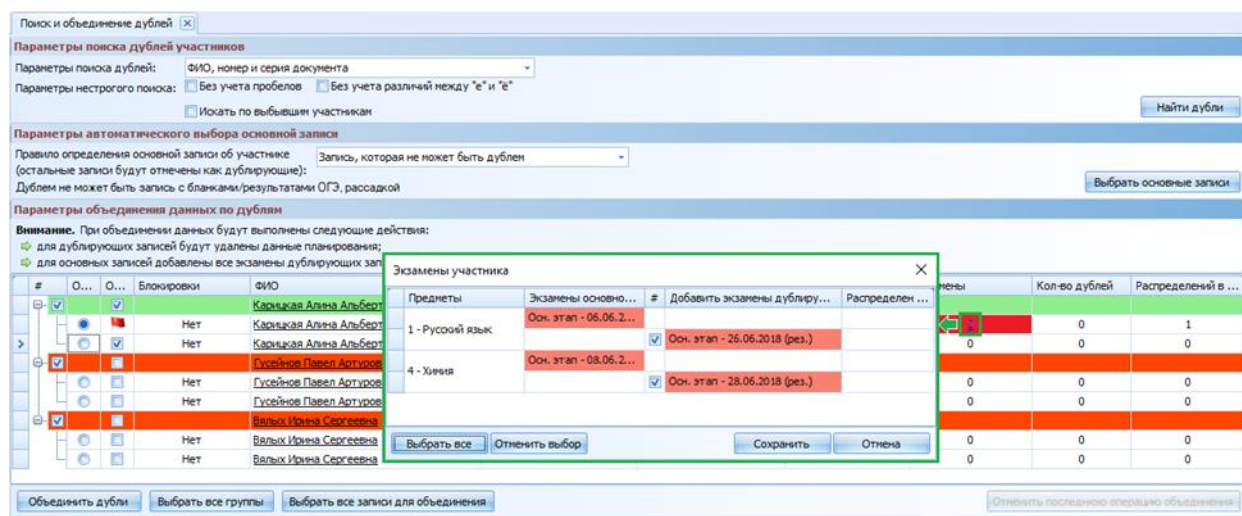 Поиск и объединение дублей
Параметры поиска дублей участников
Параметры поиска дублей: ФИО, номер и серия документа
Параметры нестрогого поиска: Без учета пробелов Без учета различий между "е" и "ё"
Искать по выбывшим участникам Найти дубли
Параметры автоматического выбора основной записи
Правило определения основной записи об участнике Запись, которая не может быть дублем
(остальные записи будут отмечены как дублирующие):
Дублем не может быть запись с бланками/результатами ОГЭ, рассадкой Выбрать основные записи
Параметры объединения данных по дублям
Внимание. При объединении данных будут выполнены следующие действия:
для дублирующих записей будут удалены данные планирования;
для основных записей добавлены все экзамены дублирующих зап
# О... О... Блокировки ФИО мены Кол-во дублей Распределений в ...
Карицкая Алина Альберт
Нет Карицкая Алина Альберт 0 1
Нет Карицкая Алина Альберт 0 0 0
Гусейнов Павел Артуров
Нет Гусейнов Павел Артуров 0 0 0
Нет Гусейнов Павел Артуров 0 0 0
Вялых Ирина Сергеевна
Нет Вялых Ирина Сергеевна 0 0 0
Нет Вялых Ирина Сергеевна 0 0 0
Экзамены участника
Предметы Экзамены основно... # Добавить экзамены дублиру... Распределен ...
1 - Русский язык Осн. этап - 06.06.2...
Осн. этап - 26.06.2018 (рез.)
4 - Химия Осн. этап - 08.06.2...
Осн. этап - 28.06.2018 (рез.)
Выбрать все Отменить выбор Сохранить Отмена
Объединить дубли Выбрать все группы Выбрать все записи для объединения Отменить последнюю операцию объединения